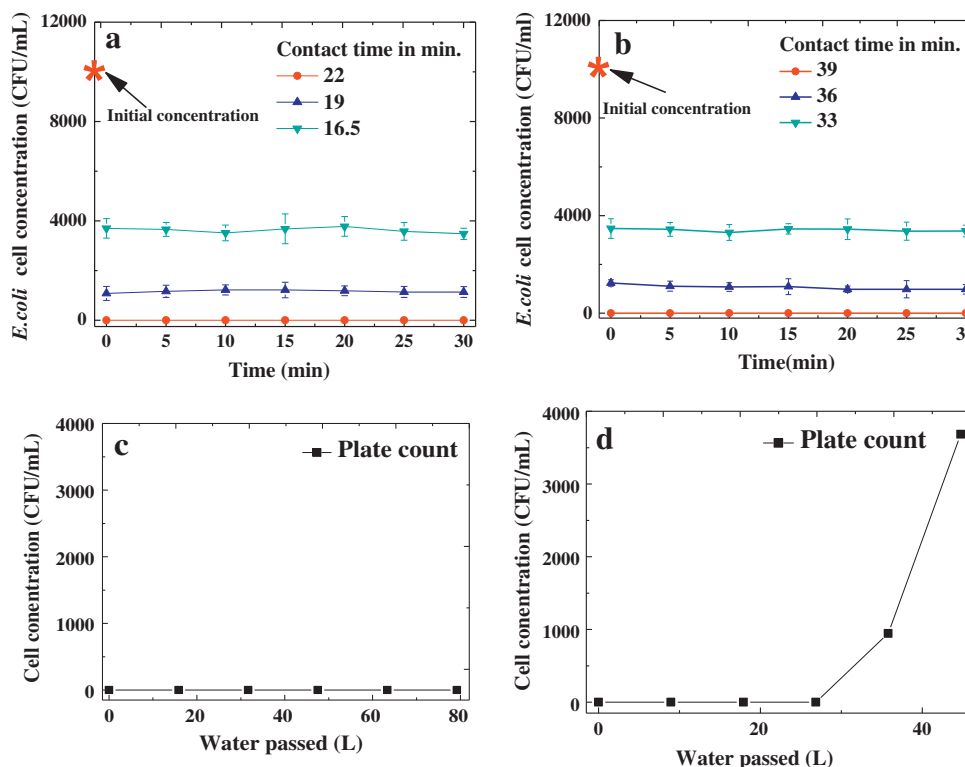 a
Contact time in min.
22
19
16.5
Initial concentration
12000
8000
4000
0
E.coli cell concentration (CFU/mL)
0 5 10 15 20 25 30
Time (min)
b
Contact time in min.
39
36
33
Initial concentration
12000
8000
4000
0
E.coli cell concentration (CFU/ml)
0 5 10 15 20 25 30
Time(min)
c
Plate count
4000
3000
2000
1000
0
Cell conentration (CFU/mL)
0 20 40 60 80
Water passed (L)
d
Plate count
4000
3000
2000
1000
0
Cell concentration (CFU/mL)
0 20 40
Water passed (L)